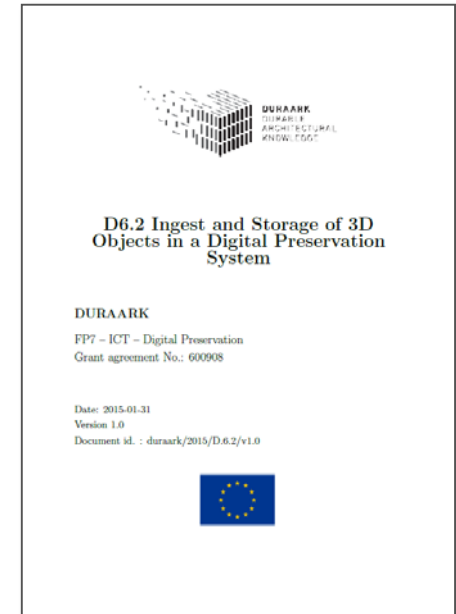 DURAARK
DURABLE
ARCHITECTURAL
KNOWLEDGE
D6.2 Ingest and Storage of 3D
Objects in a Digital Preservation
System
DURAARK
FP7 – ICT – Digital Preservation
Grant agreement No.: 600908
Date: 2015-01-31
Version 1.0
Document id. : duraark/2015/D.6.2/v1.0